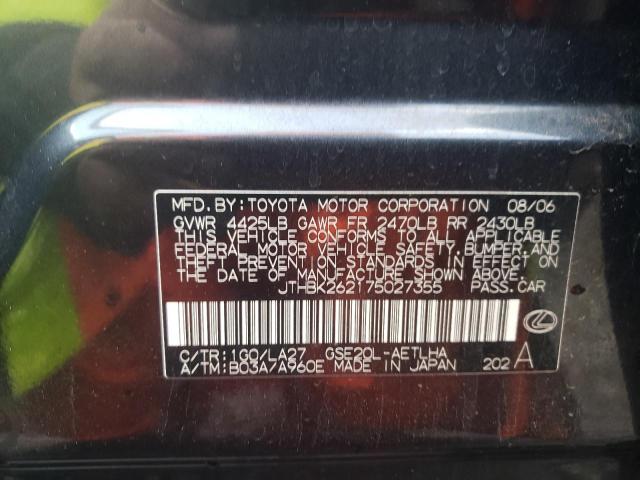 MFD. BY: TOYOTA MOTOR CORPORATION 08/06
GVWR 4425LB GAWR FR 2470LB RR 2430LB
THIS VEHICLE CONFORMS TO ALL APPLICABLE
FEDERAL MOTOR VEHICLE SAFETY, BUMPER, AND
THEFT PREVENTION STANDARDS IN EFFECT ON
THE DATE OF MANUFACTURE SHOWN ABOVE.
JTHBK262175027355 PASS.CAR
C/TR: 1G0/LA27 GSE20L-AETLHA
A/TM: B03A/A960E MADE IN JAPAN 202 A